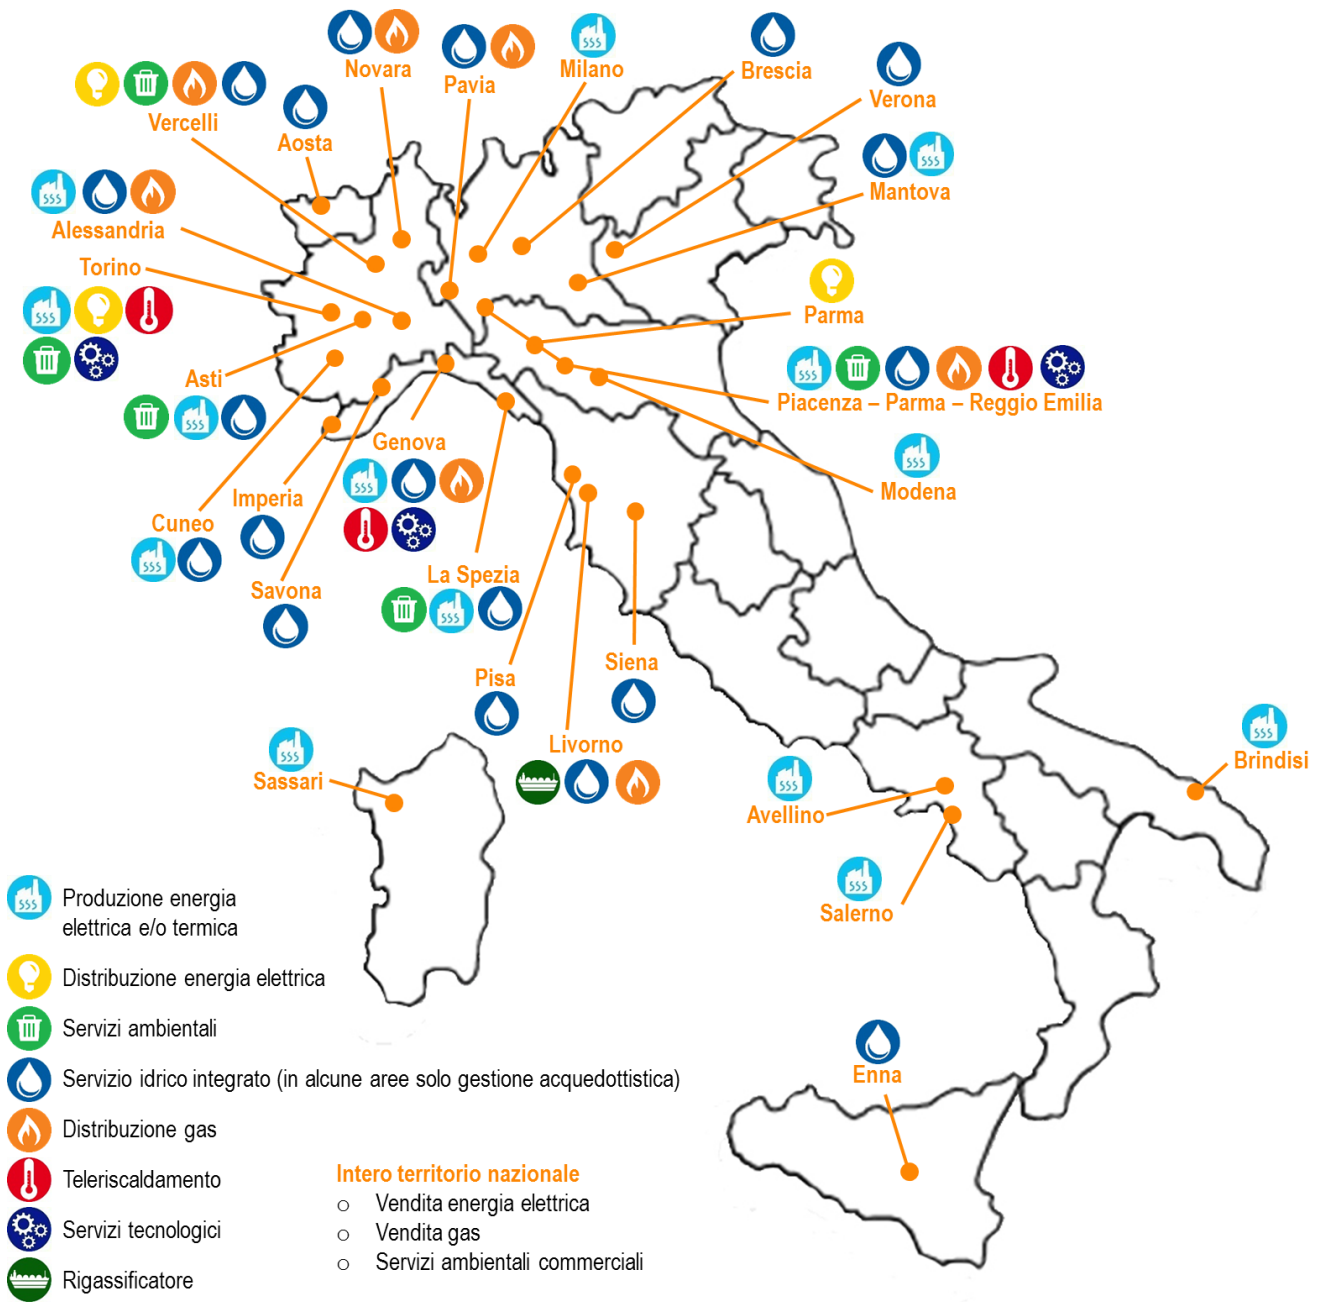 Novara
Pavia
Milano
Brescia
Verona
Vercelli
Aosta
Mantova
Alessandria
Torino
Parma
Asti
Piacenza – Parma – Reggio Emilia
Genova
Modena
Imperia
Cuneo
Savona
La Spezia
Siena
Pisa
Livorno
Sassari
Brindisi
Avellino
Salerno
Enna
Produzione energia
elettrica e/o termica
Distribuzione energia elettrica
Servizi ambientali
Servizio idrico integrato (in alcune aree solo gestione acquedottistica)
Distribuzione gas
Teleriscaldamento
Servizi tecnologici
Rigassificatore
Intero territorio nazionale
o Vendita energia elettrica
o Vendita gas
o Servizi ambientali commerciali